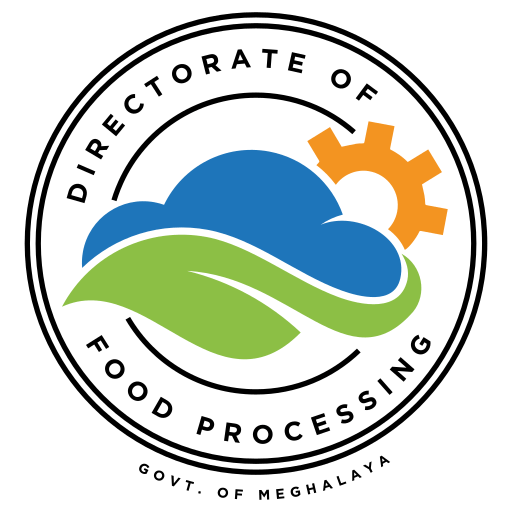 DIRECTORATE OF
FOOD PROCESSING
GOVT. OF MEGHALAYA